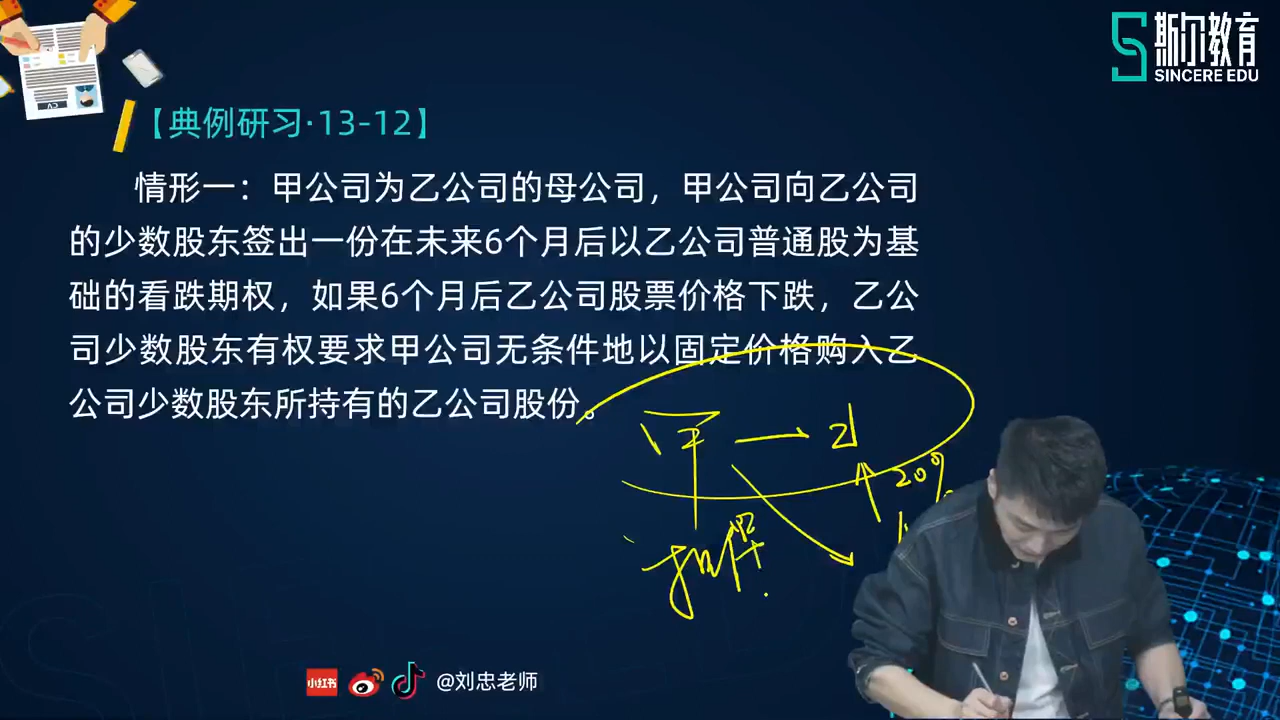 斯尔教育
SINCERE EDU
【典例研习·13-12】
情形一：甲公司为乙公司的母公司，甲公司向乙公司
的少数股东签出一份在未来6个月后以乙公司普通股为基
础的看跌期权，如果6个月后乙公司股票价格下跌，乙公
司少数股东有权要求甲公司无条件地以固定价格购入乙
公司少数股东所持有的乙公司股份。
甲 乙
20%
小红书
@刘忠老师